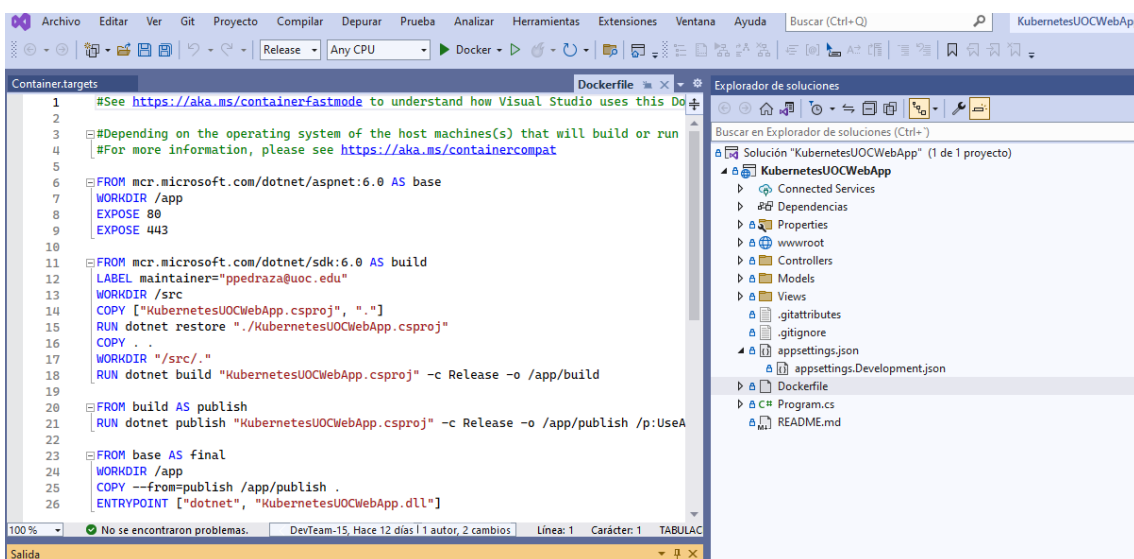 Archivo Editar Ver Git Proyecto Compilar Depurar Prueba Analizar Herramientas Extensiones Ventana Ayuda Buscar (Ctrl+Q) KubernetesUOCWebAp
Release Any CPU Docker
Container.targets Dockerfile
1 #See https://aka.ms/containerfastmode to understand how Visual Studio uses this Do
2
3 #Depending on the operating system of the host machines(s) that will build or run
4 #For more information, please see https://aka.ms/containercompat
5
6 FROM mcr.microsoft.com/dotnet/aspnet:6.0 AS base
7 WORKDIR /app
8 EXPOSE 80
9 EXPOSE 443
10
11 FROM mcr.microsoft.com/dotnet/sdk:6.0 AS build
12 LABEL maintainer="ppedraza@uoc.edu"
13 WORKDIR /src
14 COPY ["KubernetesUOCWebApp.csproj", "."]
15 RUN dotnet restore "./KubernetesUOCWebApp.csproj"
16 COPY . .
17 WORKDIR "/src/."
18 RUN dotnet build "KubernetesUOCWebApp.csproj" -c Release -o /app/build
19
20 FROM build AS publish
21 RUN dotnet publish "KubernetesUOCWebApp.csproj" -c Release -o /app/publish /p:UseA
22
23 FROM base AS final
24 WORKDIR /app
25 COPY --from=publish /app/publish .
26 ENTRYPOINT ["dotnet", "KubernetesUOCWebApp.dll"]
100 % No se encontraron problemas. DevTeam-15, Hace 12 días | 1 autor, 2 cambios Línea: 1 Carácter: 1 TABULAC
Salida
Explorador de soluciones
Buscar en Explorador de soluciones (Ctrl+`)
Solución "KubernetesUOCWebApp" (1 de 1 proyecto)
KubernetesUOCWebApp
Connected Services
Dependencias
Properties
wwwroot
Controllers
Models
Views
.gitattributes
.gitignore
appsettings.json
appsettings.Development.json
Dockerfile
C# Program.cs
README.md